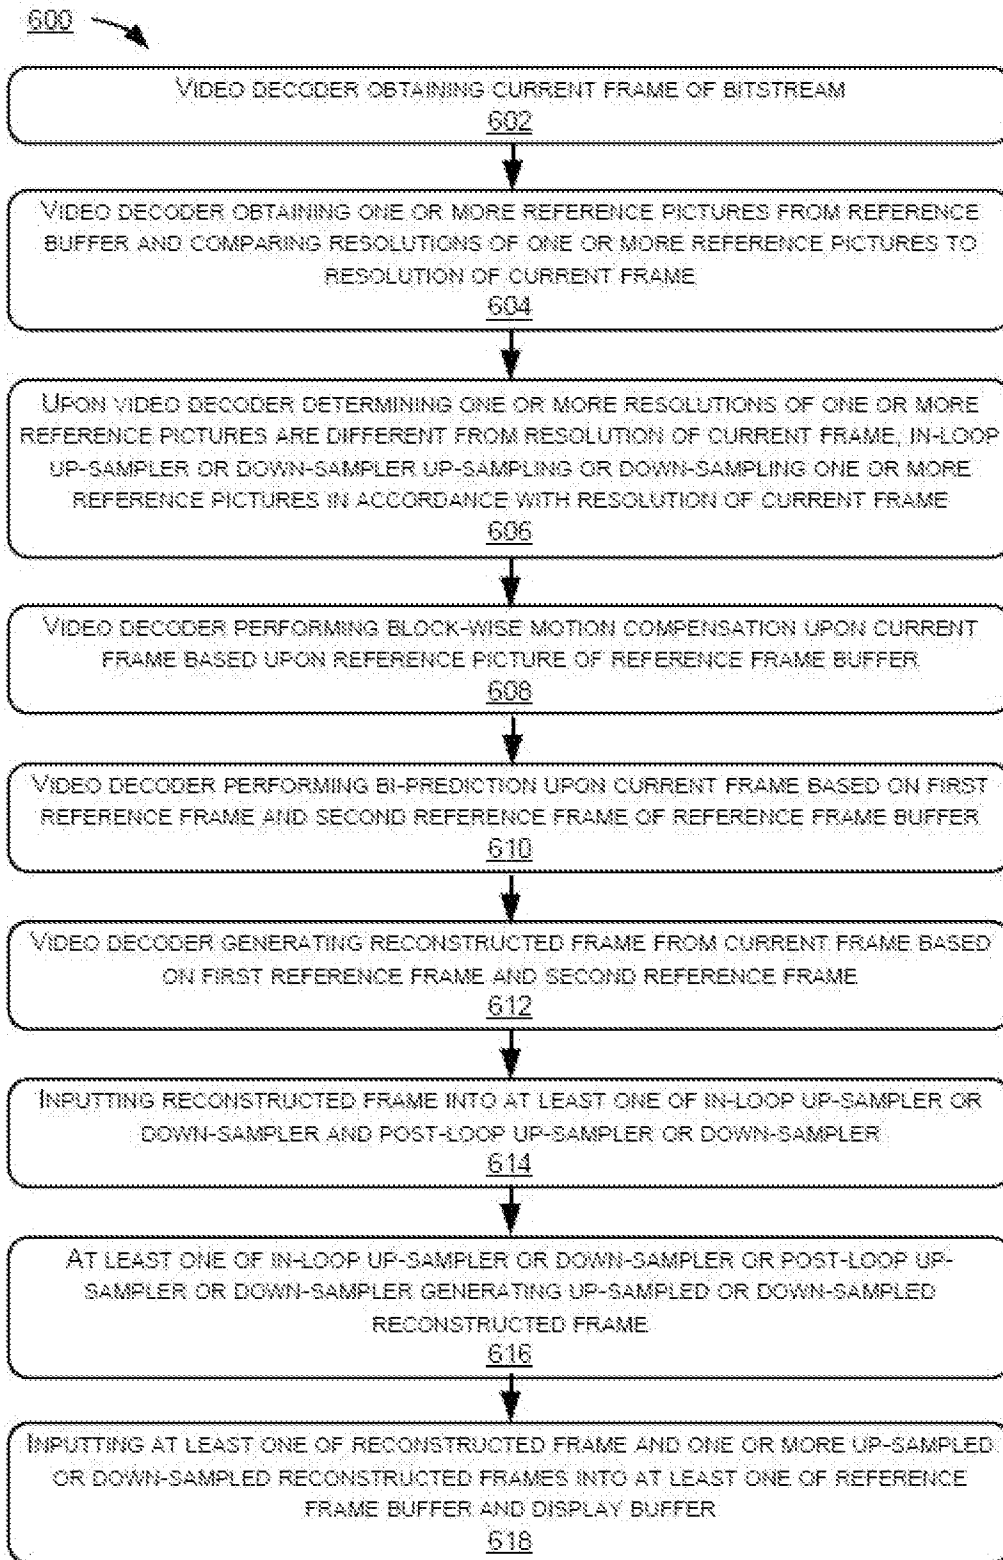 600
VIDEO DECODER OBTAINING CURRENT FRAME OF BITSTREAM
602
VIDEO DECODER OBTAINING ONE OR MORE REFERENCE PICTURES FROM REFERENCE
BUFFER AND COMPARING RESOLUTIONS OF ONE OR MORE REFERENCE PICTURES TO
RESOLUTION OF CURRENT FRAME
604
UPON VIDEO DECODER DETERMINING ONE OR MORE RESOLUTIONS OF ONE OR MORE
REFERENCE PICTURES ARE DIFFERENT FROM RESOLUTION OF CURRENT FRAME, IN-LOOP
UP-SAMPLER OR DOWN-SAMPLER UP-SAMPLING OR DOWN-SAMPLING ONE OR MORE
REFERENCE PICTURES IN ACCORDANCE WITH RESOLUTION OF CURRENT FRAME
606
VIDEO DECODER PERFORMING BLOCK-WISE MOTION COMPENSATION UPON CURRENT
FRAME BASED UPON REFERENCE PICTURE OF REFERENCE FRAME BUFFER
608
VIDEO DECODER PERFORMING BI-PREDICTION UPON CURRENT FRAME BASED ON FIRST
REFERENCE FRAME AND SECOND REFERENCE FRAME OF REFERENCE FRAME BUFFER
610
VIDEO DECODER GENERATING RECONSTRUCTED FRAME FROM CURRENT FRAME BASED
ON FIRST REFERENCE FRAME AND SECOND REFERENCE FRAME
612
INPUTTING RECONSTRUCTED FRAME INTO AT LEAST ONE OF IN-LOOP UP-SAMPLER OR
DOWN-SAMPLER AND POST-LOOP UP-SAMPLER OR DOWN-SAMPLER
614
AT LEAST ONE OF IN-LOOP UP-SAMPLER OR DOWN-SAMPLER OR POST-LOOP UP-
SAMPLER OR DOWN-SAMPLER GENERATING UP-SAMPLED OR DOWN-SAMPLED
RECONSTRUCTED FRAME
616
INPUTTING AT LEAST ONE OF RECONSTRUCTED FRAME AND ONE OR MORE UP-SAMPLED
OR DOWN-SAMPLED RECONSTRUCTED FRAMES INTO AT LEAST ONE OF REFERENCE
FRAME BUFFER AND DISPLAY BUFFER
618